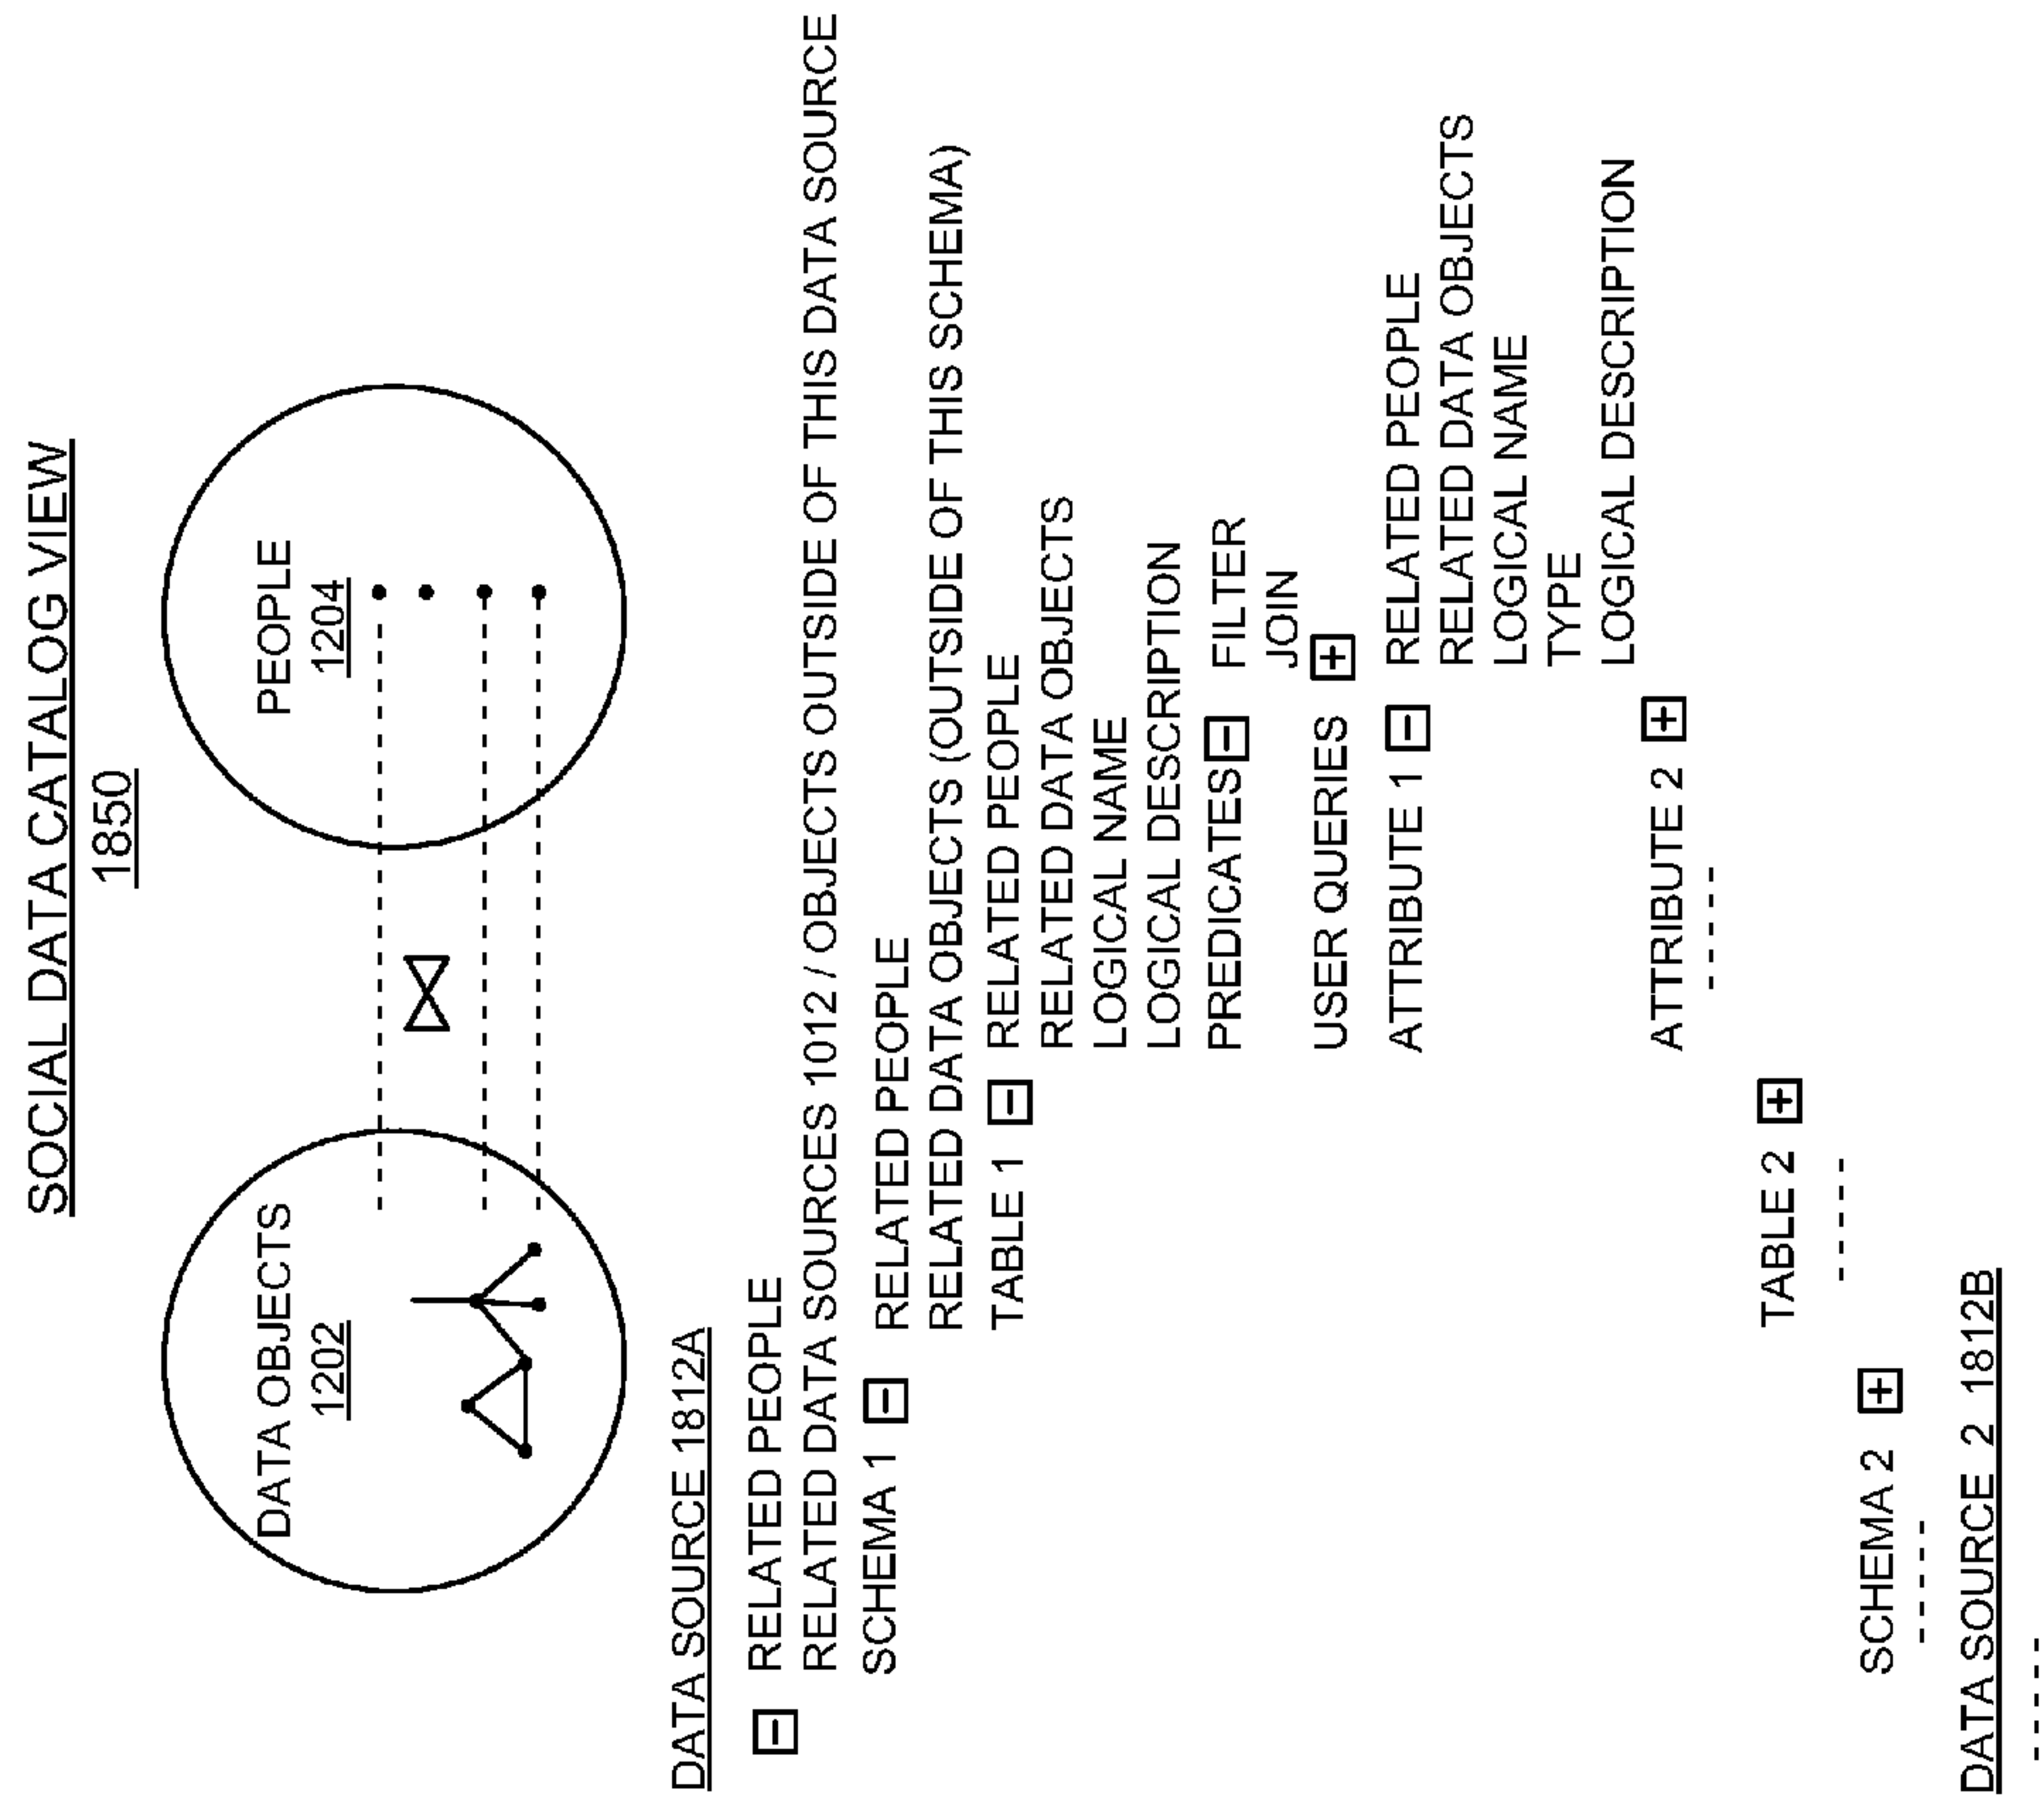 SOCIAL DATA CATALOG VIEW
1850
DATA OBJECTS
1202
PEOPLE
1204
DATA SOURCE 1812A
RELATED PEOPLE
RELATED DATA SOURCES 1012 / OBJECTS OUTSIDE OF THIS DATA SOURCE
SCHEMA 1
RELATED PEOPLE
RELATED DATA OBJECTS (OUTSIDE OF THIS SCHEMA)
TABLE 1
RELATED PEOPLE
RELATED DATA OBJECTS
LOGICAL NAME
LOGICAL DESCRIPTION
PREDICATES
FILTER
JOIN
USER QUERIES
ATTRIBUTE 1
RELATED PEOPLE
RELATED DATA OBJECTS
LOGICAL NAME
TYPE
LOGICAL DESCRIPTION
ATTRIBUTE 2
TABLE 2
SCHEMA 2
DATA SOURCE 2 1812B